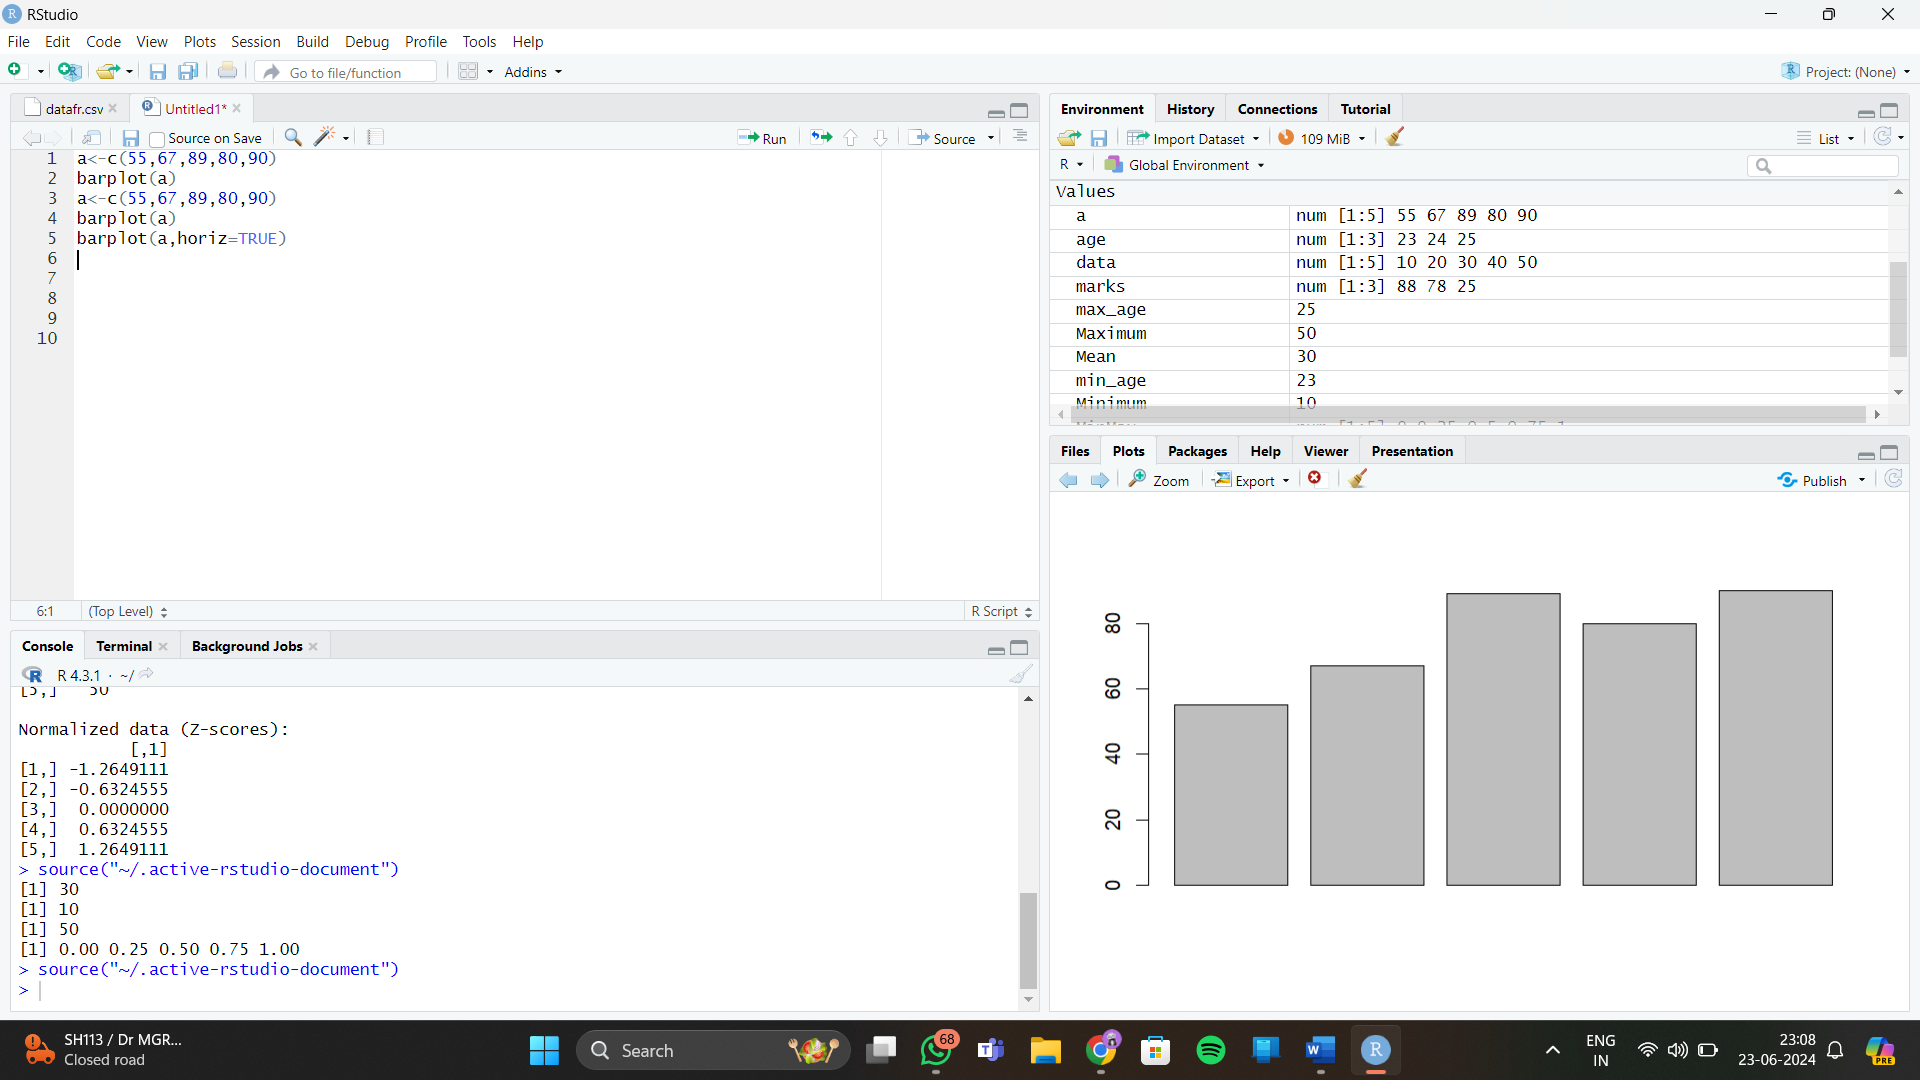 RStudio
File Edit Code View Plots Session Build Debug Profile Tools Help
Go to file/function Addins Project: (None)
datafr.csv Untitled1*
Source on Save Run Source
1 a<-c(55,67,89,80,90)
2 barplot(a)
3 a<-c(55,67,89,80,90)
4 barplot(a)
5 barplot(a,horiz=TRUE)
6
7
8
9
10
6:1 (Top Level) R Script
Console Terminal Background Jobs
R 4.3.1 · ~/
[5,] 50
Normalized data (Z-scores):
[,1]
[1,] -1.2649111
[2,] -0.6324555
[3,] 0.0000000
[4,] 0.6324555
[5,] 1.2649111
> source("~/.active-rstudio-document")
[1] 30
[1] 10
[1] 50
[1] 0.00 0.25 0.50 0.75 1.00
> source("~/.active-rstudio-document")
>
Environment History Connections Tutorial
Import Dataset 109 MiB List
R Global Environment
Values
a num [1:5] 55 67 89 80 90
age num [1:3] 23 24 25
data num [1:5] 10 20 30 40 50
marks num [1:3] 88 78 25
max_age 25
Maximum 50
Mean 30
min_age 23
Minimum 10
Files Plots Packages Help Viewer Presentation
Zoom Export Publish
80
60
40
20
0
SH113 / Dr MGR...
Closed road
Search
68
W
R
ENG
IN
23:08
23-06-2024
PRE